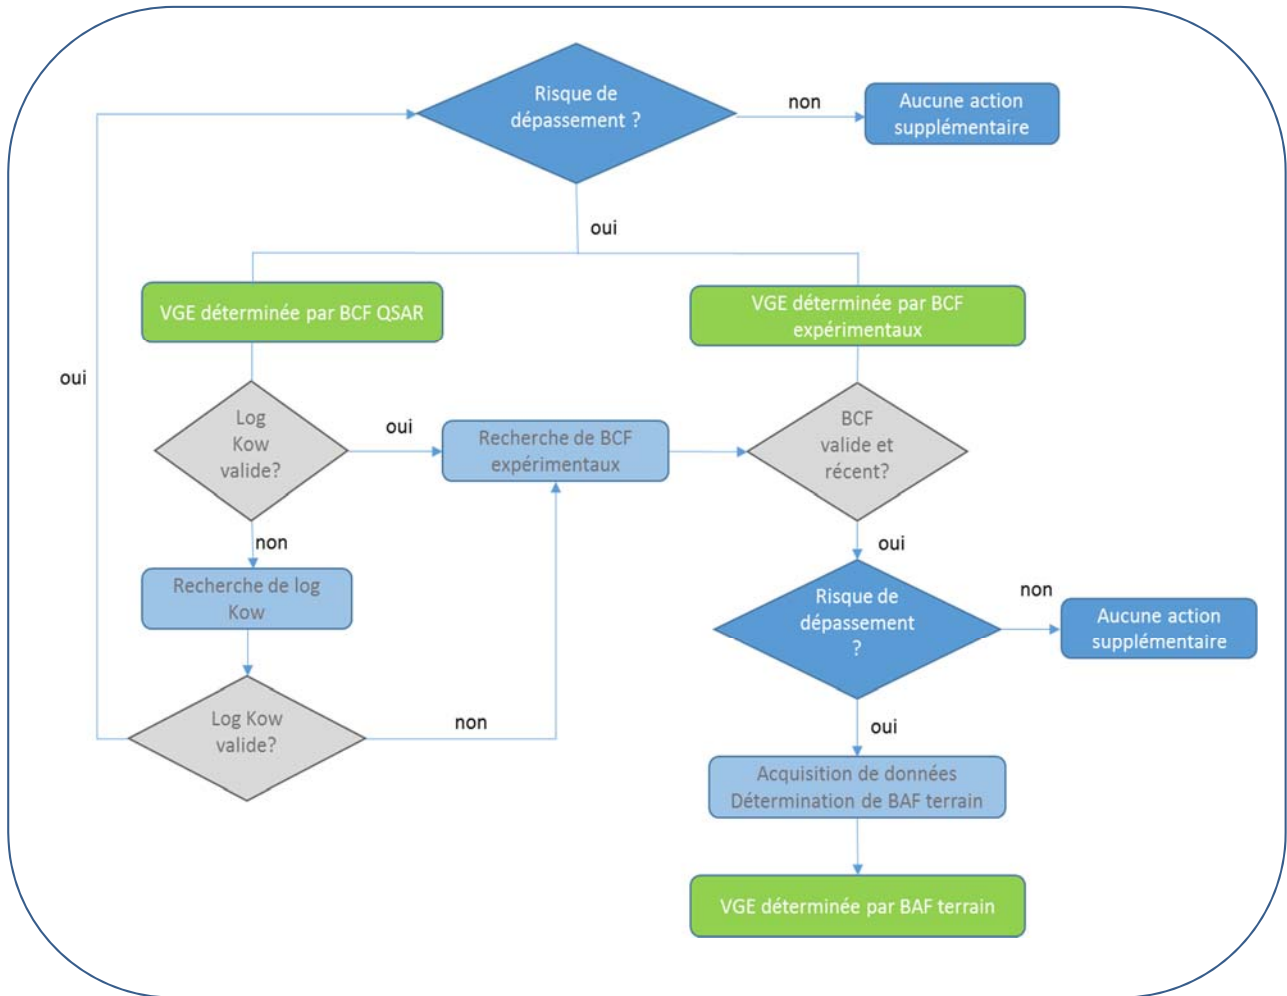 Risque de
dépassement ?
non
Aucune action
supplémentaire
oui
VGE déterminée par BCF QSAR
VGE déterminée par BCF
expérimentaux
oui
Log
Kow
valide?
oui
Recherche de BCF
expérimentaux
BCF
valide et
récent?
non
oui
Recherche de log
Kow
Risque de
dépassement
?
non
Aucune action
supplémentaire
Log Kow
valide?
non
oui
Acquisition de données
Détermination de BAF terrain
VGE déterminée par BAF terrain